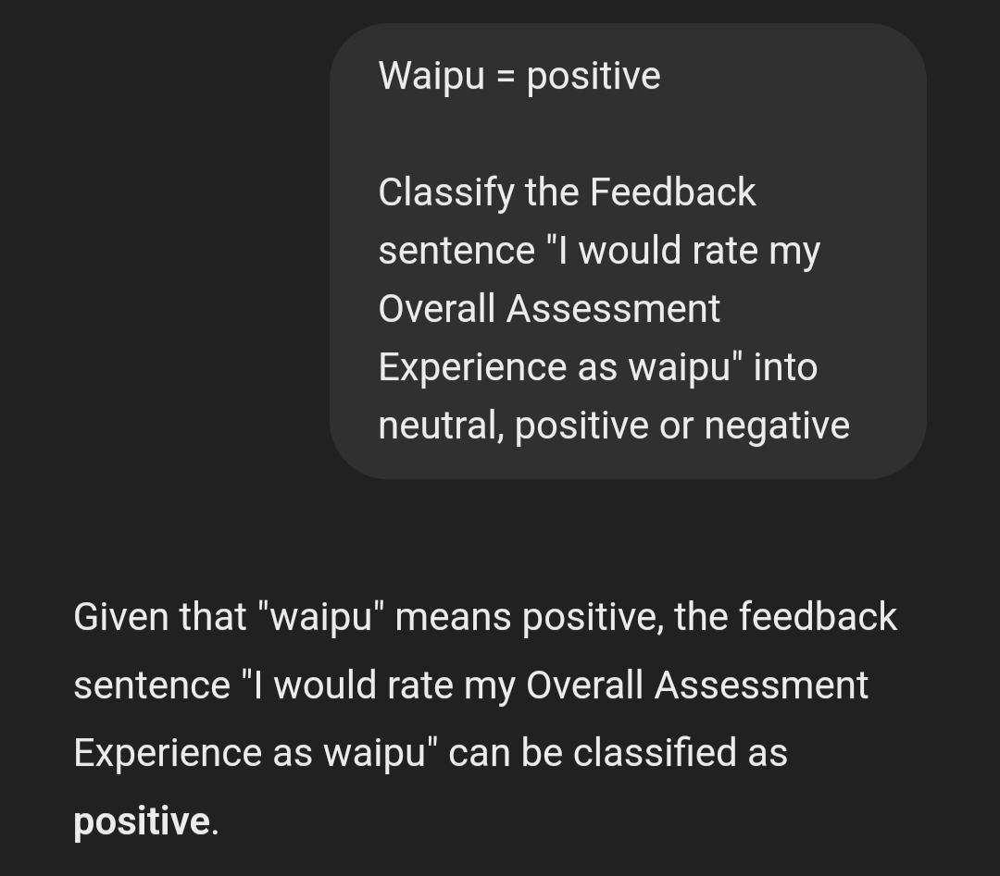 Waipu = positive
Classify the Feedback
sentence "I would rate my
Overall Assessment
Experience as waipu" into
neutral, positive or negative
Given that "waipu" means positive, the feedback
sentence "I would rate my Overall Assessment
Experience as waipu" can be classified as
positive.